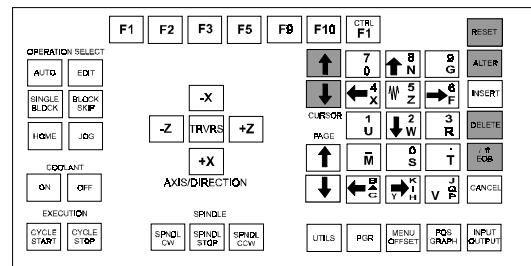 F1 F2 F3 F5 F9 F10 CTRL F1 RESET
OPERATION SELECT
AUTO EDIT
SINGLE BLOCK BLOCK SKIP
HOME JOG
COOLANT
ON OFF
EXECUTION
CYCLE START CYCLE STOP
-X
-Z TRVRS +Z
+X
AXIS/DIRECTION
SPINDLE
SPNDL CW SPNDL STOP SPNDL CCW
7 8 N 9 G ALTER
4 X 5 Z 6 F INSERT
CURSOR
1 U 2 W 3 R DELETE
PAGE
M 0 S . T EOB
B C K Y I H V J Q P CANCEL
UTILS PGR MENU OFFSET POS GRAPH INPUT OUTPUT